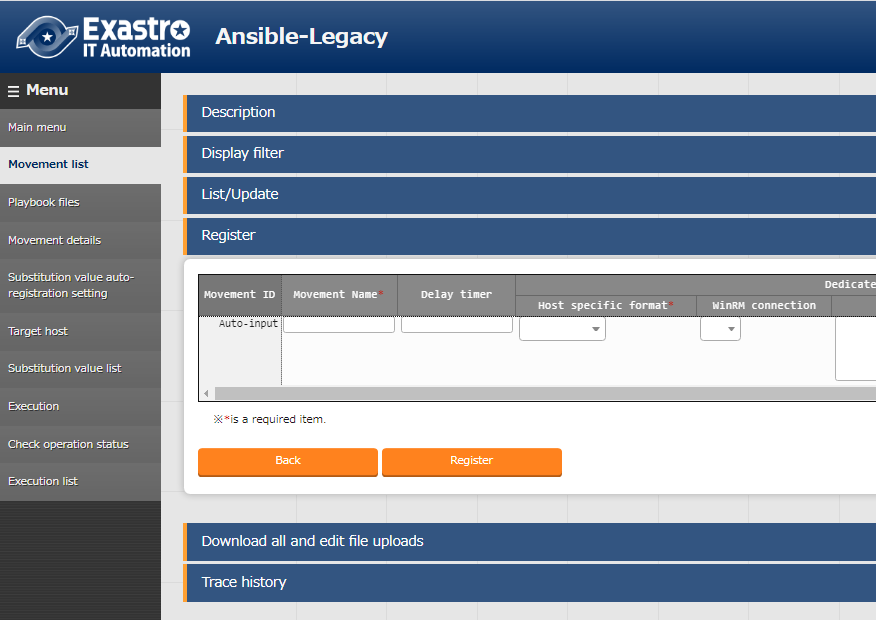 Exastro
IT Automation
Ansible-Legacy
Menu
Main menu
Movement list
Playbook files
Movement details
Substitution value auto-
registration setting
Target host
Substitution value list
Execution
Check operation status
Execution list
Description
Display filter
List/Update
Register
Movement ID
Movement Name*
Delay timer
Dedicate
Host specific format*
WinRM connection
Auto-input
※*is a required item.
Back
Register
Download all and edit file uploads
Trace history